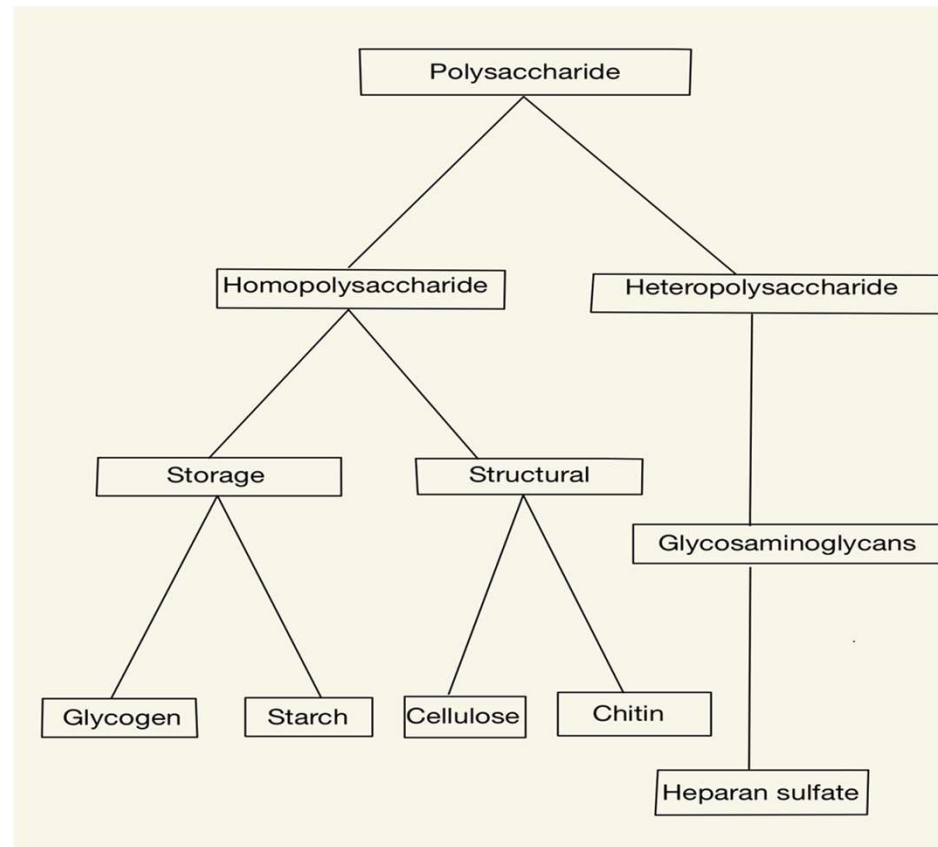 Polysaccharide
Homopolysaccharide
Heteropolysaccharide
Storage
Structural
Glycosaminoglycans
Glycogen
Starch
Cellulose
Chitin
Heparan sulfate